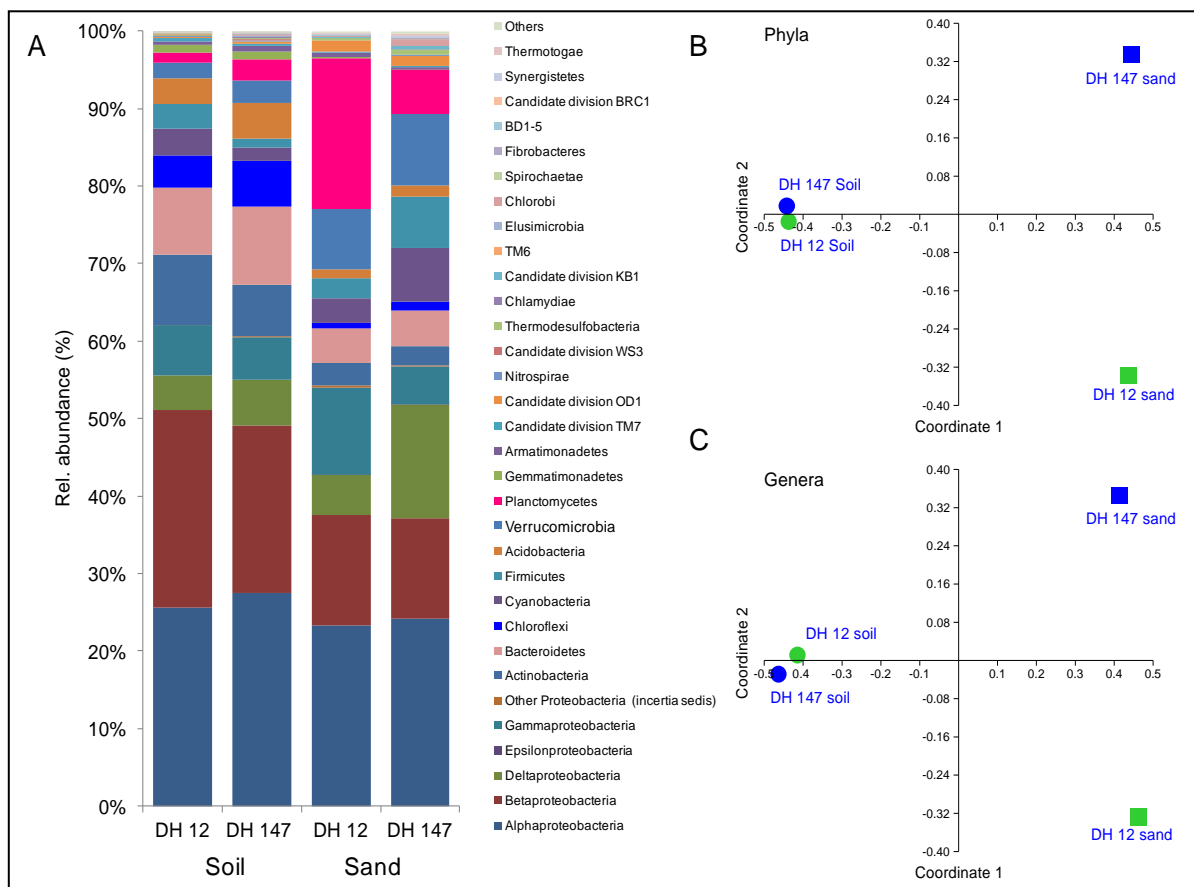 A
Rel. abundance (%)
100%
90%
80%
70%
60%
50%
40%
30%
20%
10%
0%
DH 12
DH 147
DH 12
DH 147
Soil
Sand
Others
Thermotogae
Synergistetes
Candidate division BRC1
BD1-5
Fibrobacteres
Spirochaetae
Chlorobi
Elusimicrobia
TM6
Candidate division KB1
Chlamydiae
Thermodesulfobacteria
Candidate division WS3
Nitrospirae
Candidate division OD1
Candidate division TM7
Armatimonadetes
Gemmatimonadetes
Planctomycetes
Verrucomicrobia
Acidobacteria
Firmicutes
Cyanobacteria
Chloroflexi
Bacteroidetes
Actinobacteria
Other Proteobacteria (incertia sedis)
Gammaproteobacteria
Epsilonproteobacteria
Deltaproteobacteria
Betaproteobacteria
Alphaproteobacteria
B
Phyla
Coordinate 2
0.40
0.32
0.24
0.16
0.08
-0.08
-0.16
-0.24
-0.32
-0.40
-0.5
-0.4
-0.3
-0.2
-0.1
0
0.1
0.2
0.3
0.4
0.5
DH 147 sand
DH 147 Soil
DH 12 Soil
DH 12 sand
Coordinate 1
C
Genera
Coordinate 2
0.40
0.32
0.24
0.16
0.08
-0.08
-0.16
-0.24
-0.32
-0.40
-0.5
-0.4
-0.3
-0.2
-0.1
0
0.1
0.2
0.3
0.4
0.5
DH 147 sand
DH 12 soil
DH 147 soil
DH 12 sand
Coordinate 1